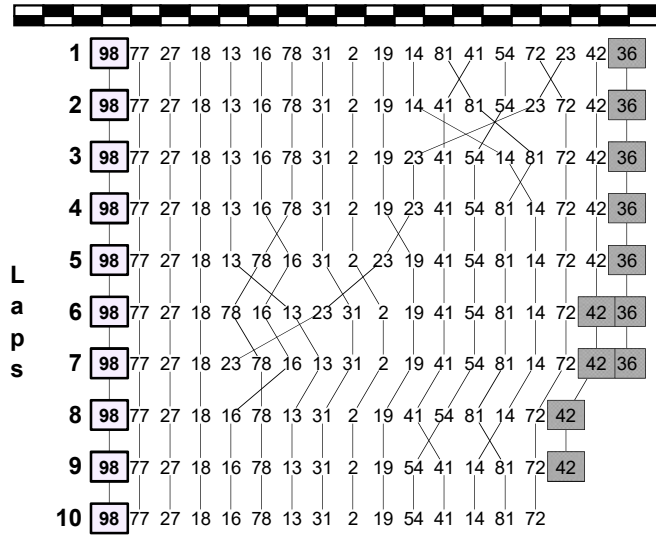 1 98 77 27 18 13 16 78 31 2 19 14 81 41 54 72 23 42 36
2 98 77 27 18 13 16 78 31 2 19 14 41 81 54 23 72 42 36
3 98 77 27 18 13 16 78 31 2 19 23 41 54 14 81 72 42 36
4 98 77 27 18 13 16 78 31 2 19 23 41 54 81 14 72 42 36
5 98 77 27 18 13 78 16 31 2 23 19 41 54 81 14 72 42 36
Laps
6 98 77 27 18 78 16 13 23 31 2 19 41 54 81 14 72 42 36
7 98 77 27 18 23 78 16 13 31 2 19 41 54 81 14 72 42 36
8 98 77 27 18 16 78 13 31 2 19 41 54 81 14 72 42
9 98 77 27 18 16 78 13 31 2 19 54 41 14 81 72 42
10 98 77 27 18 16 78 13 31 2 19 54 41 14 81 72